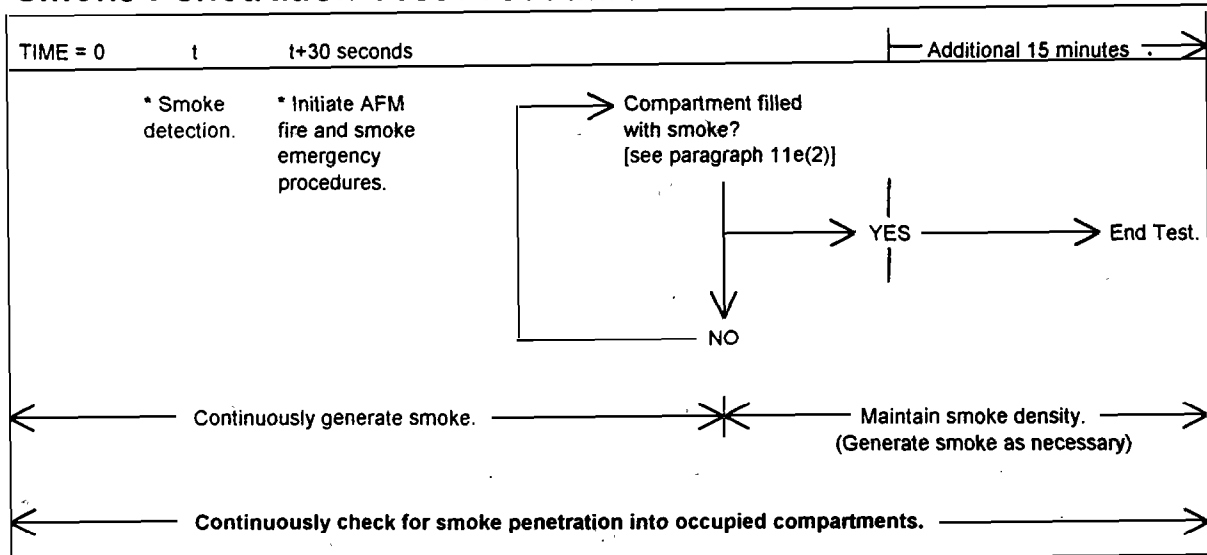 TIME = 0 t t+30 seconds Additional 15 minutes
* Smoke
detection.
* Initiate AFM
fire and smoke
emergency
procedures.
Compartment filled
with smoke?
[see paragraph 11e(2)]
YES
End Test.
NO
Continuously generate smoke.
Maintain smoke density.
(Generate smoke as necessary)
Continuously check for smoke penetration into occupied compartments.